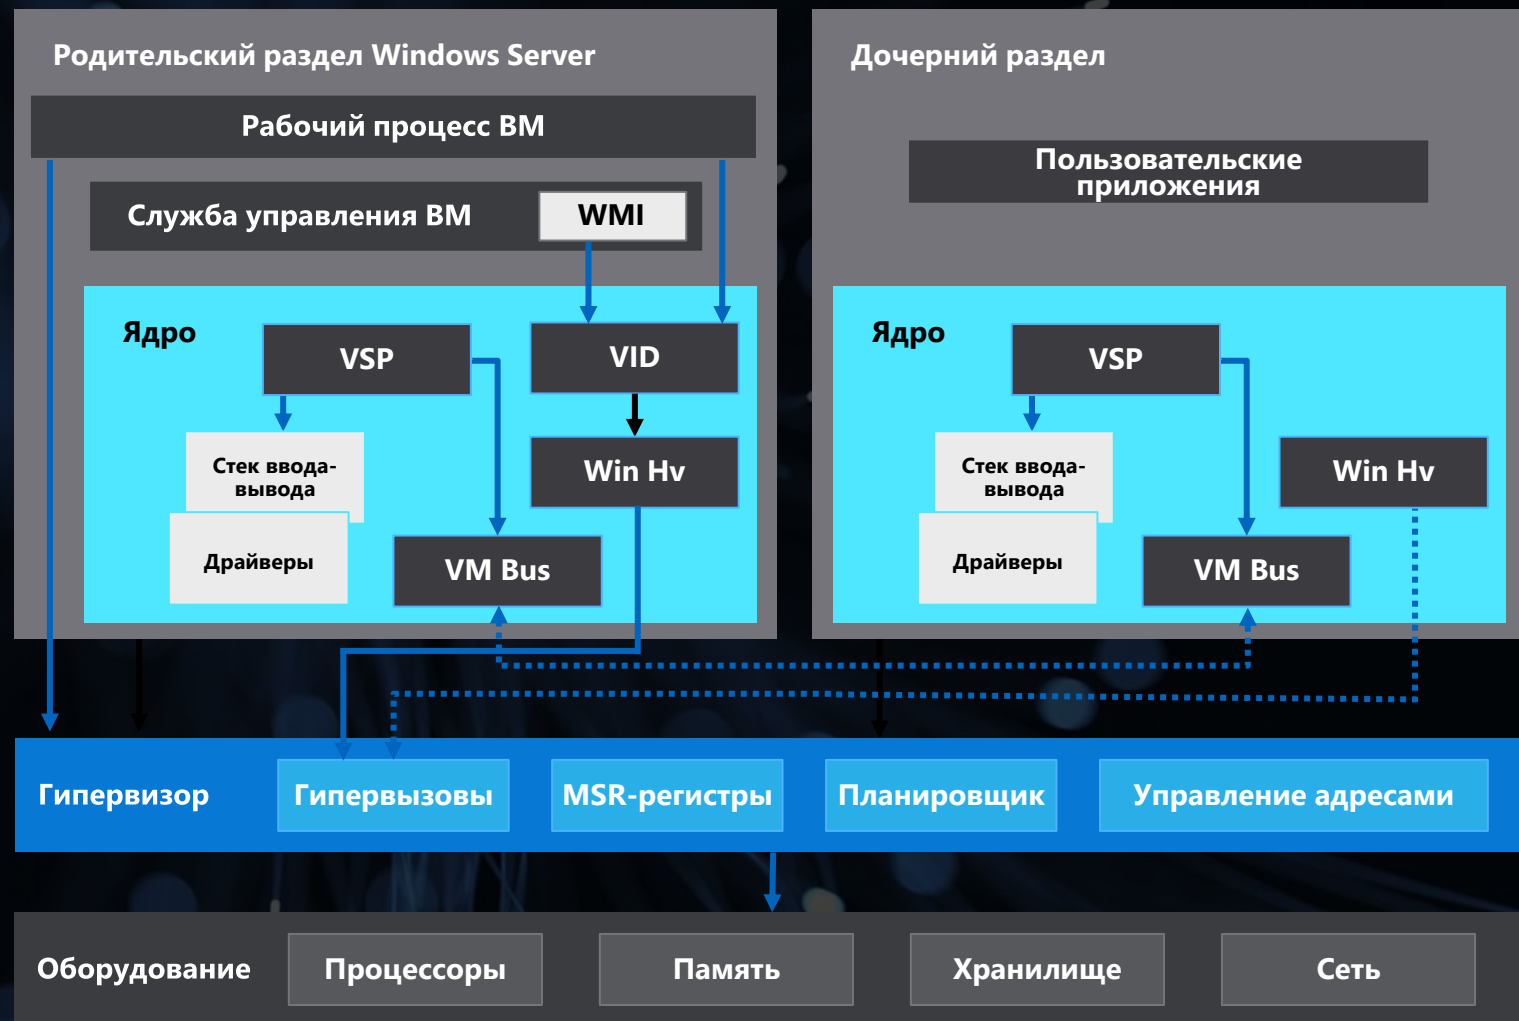 Родительский раздел Windows Server
Рабочий процесс ВМ
Служба управления ВМ
WMI
Ядро
VSP
VID
Стек ввода-
вывода
Win Hv
Драйверы
VM Bus
Дочерний раздел
Пользовательские
приложения
Ядро
VSP
Стек ввода-
вывода
Win Hv
Драйверы
VM Bus
Гипервизор
Гипервызовы
MSR-регистры
Планировщик
Управление адресами
Оборудование
Процессоры
Память
Хранилище
Сеть